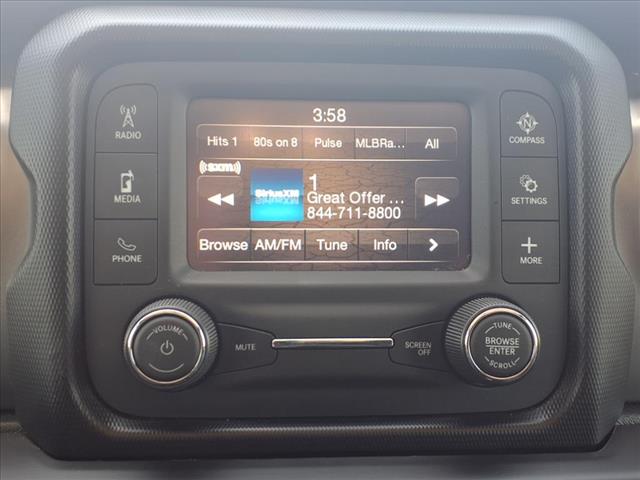 3:58
Hits 1 80s on 8 Pulse MLBRa... All
((sxm))
1
SiriusXM
Great Offer ...
844-711-8800
Browse AM/FM Tune Info >
RADIO
MEDIA
PHONE
COMPASS
SETTINGS
MORE
VOLUME
MUTE
SCREEN
OFF
TUNE
BROWSE
ENTER
SCROLL